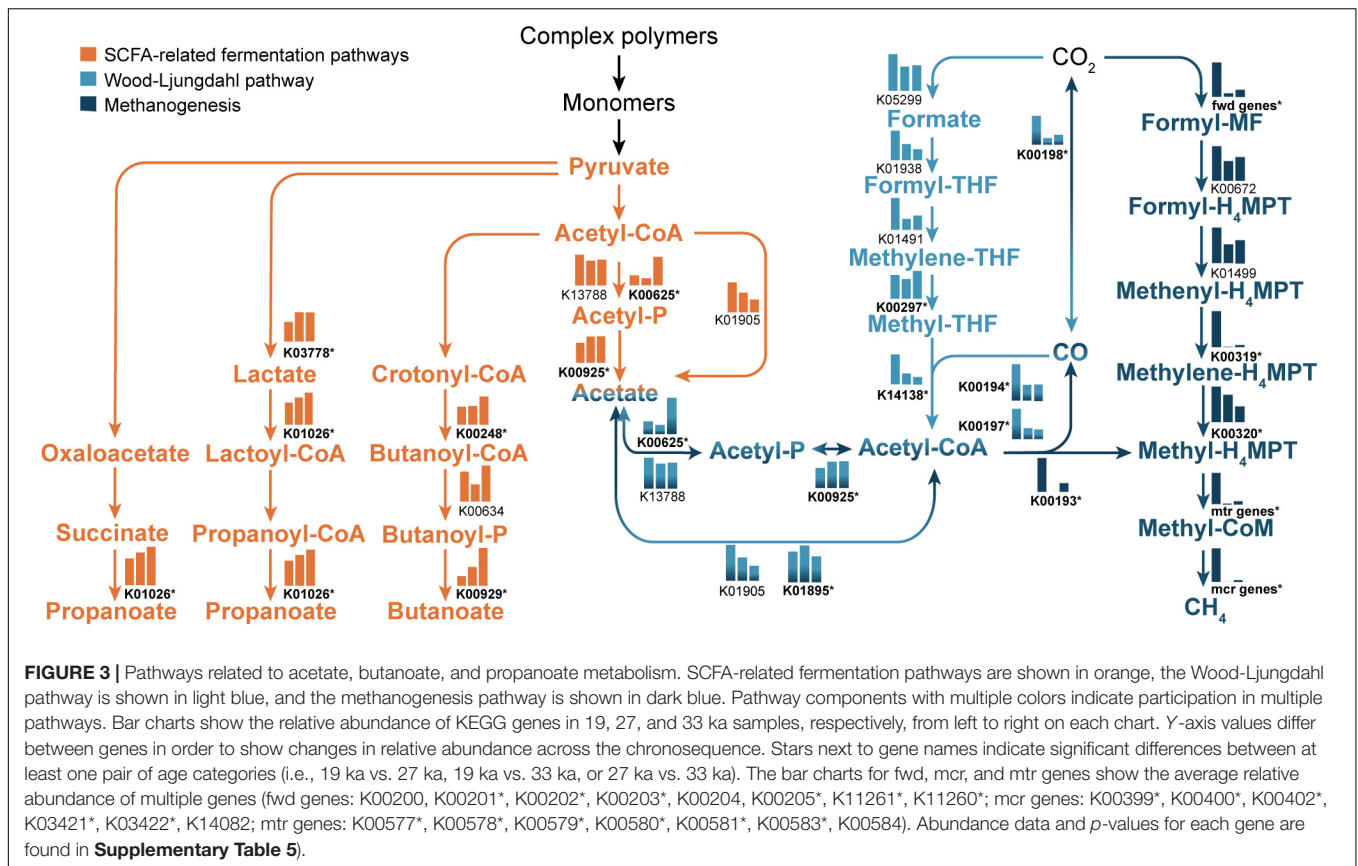 SCFA-related fermentation pathways
Wood-Ljungdahl pathway
Methanogenesis
Complex polymers
Monomers
Pyruvate
Acetyl-CoA
K13788
K00625*
K01905
Acetyl-P
K00925*
Acetate
K03778*
Lactate
K01026*
Lactoyl-CoA
Propanoyl-CoA
K01026*
Propanoate
Oxaloacetate
Succinate
K01026*
Propanoate
Crotonyl-CoA
K00248*
Butanoyl-CoA
K00634
Butanoyl-P
K00929*
Butanoate
K00625*
K13788
Acetyl-P
K00925*
Acetyl-CoA
K01905
K01895*
CO2
K05299
Formate
K01938
Formyl-THF
K01491
Methylene-THF
K00297*
Methyl-THF
K14138*
K00198*
CO
K00194*
K00197*
K00193*
fwd genes*
Formyl-MF
K00672
Formyl-H4MPT
K01499
Methenyl-H4MPT
K00319*
Methylene-H4MPT
K00320*
Methyl-H4MPT
mtr genes*
Methyl-CoM
mcr genes*
CH4
FIGURE 3 | Pathways related to acetate, butanoate, and propanoate metabolism. SCFA-related fermentation pathways are shown in orange, the Wood-Ljungdahl
pathway is shown in light blue, and the methanogenesis pathway is shown in dark blue. Pathway components with multiple colors indicate participation in multiple
pathways. Bar charts show the relative abundance of KEGG genes in 19, 27, and 33 ka samples, respectively, from left to right on each chart. Y-axis values differ
between genes in order to show changes in relative abundance across the chronosequence. Stars next to gene names indicate significant differences between at
least one pair of age categories (i.e., 19 ka vs. 27 ka, 19 ka vs. 33 ka, or 27 ka vs. 33 ka). The bar charts for fwd, mcr, and mtr genes show the average relative
abundance of multiple genes (fwd genes: K00200, K00201*, K00202*, K00203*, K00204, K00205*, K11261*, K11260*; mcr genes: K00399*, K00400*, K00402*,
K03421*, K03422*, K14082; mtr genes: K00577*, K00578*, K00579*, K00580*, K00581*, K00583*, K00584). Abundance data and p-values for each gene are
found in Supplementary Table 5).